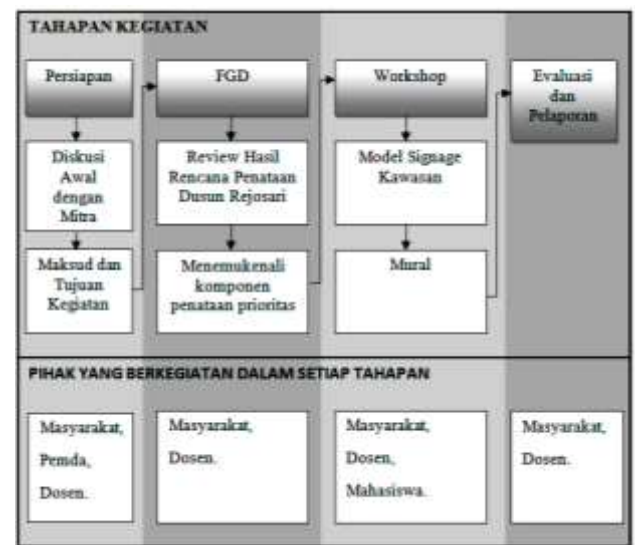 TAHAPAN KEGIATAN
Persiapan
Diskusi
Awal
dengan
Mitra
Maksud dan
Tujuan
Kegiatan
FGD
Review Hasil
Rencana Penataan
Dusun Rejosari
Menemukenali
komponen
penataan prioritas
Workshop
Model Signage
Kawasan
Mural
Evaluasi
dan
Pelaporan
PIHAK YANG BERKEGIATAN DALAM SETIAP TAHAPAN
Masyarakat,
Pemda,
Dosen.
Masyarakat,
Dosen.
Masyarakat,
Dosen,
Mahasiswa.
Masyarakat,
Dosen.